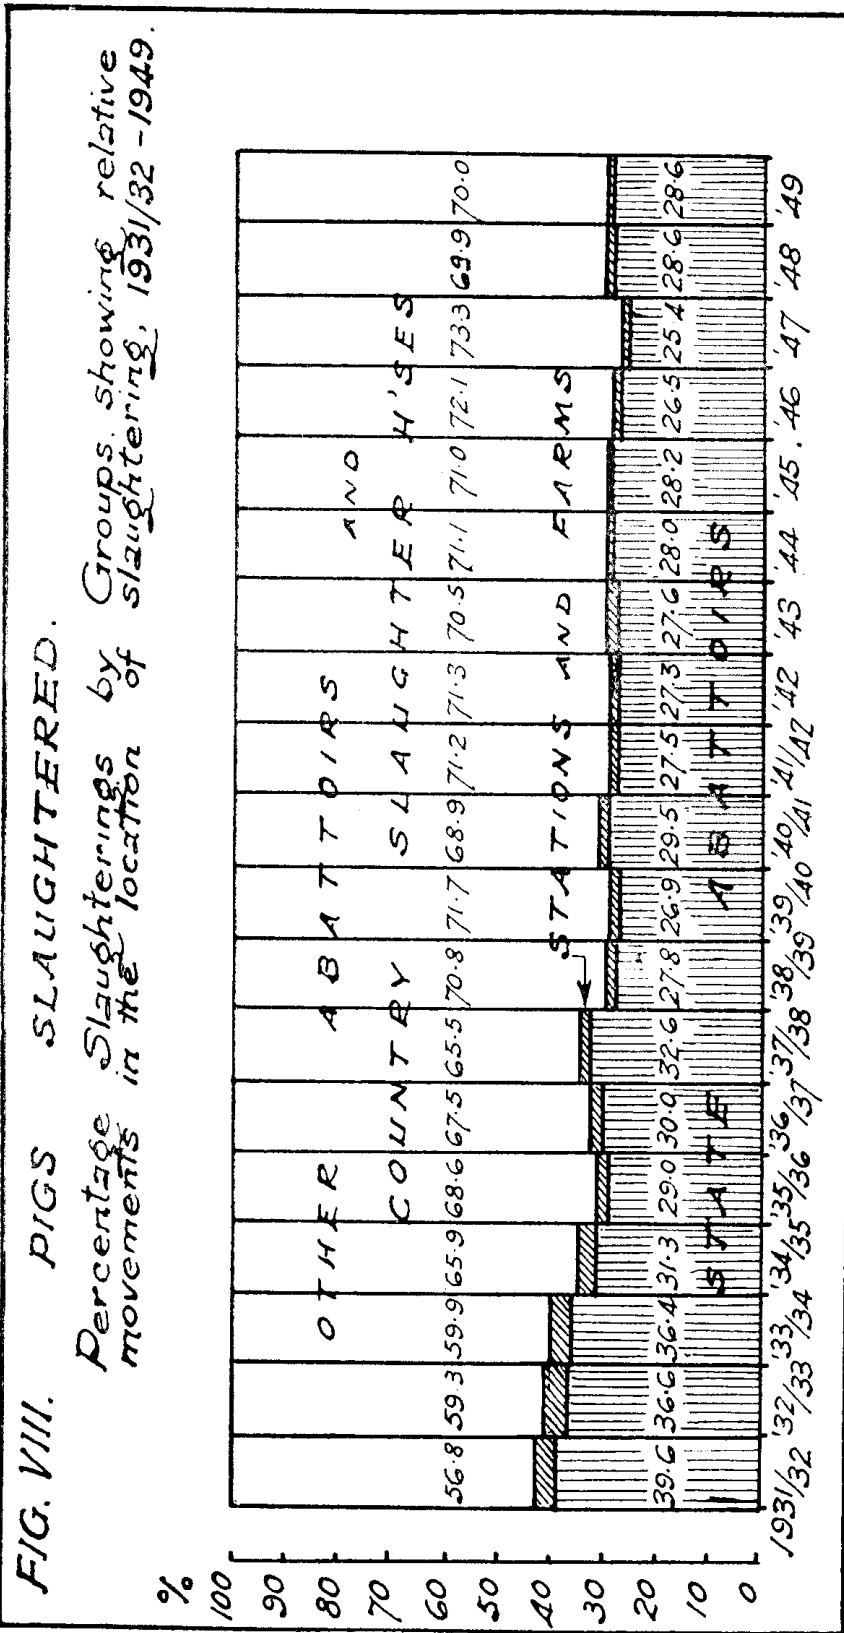 FIG. VIII. PIGS SLAUGHTERED.
Percentage Slaughterings by Groups. showing relative
movements in the location of slaughtering, 1931/32-1949.
%
100
90
80
70
60
50
40
30
20
10
0
OTHER ABATTOIRS AND
COUNTRY SLAUGHTER H'SES
56.8 59.3 59.9 65.9 68.6 67.5 65.5 70.8 71.7 68.9 71.2 71.3 70.5 71.1 71.0 72.1 73.3 69.9 70.0
STATIONS AND FARMS
39.6 36.6 36.4 31.3 29.0 30.0 32.6 27.8 26.9 29.5 27.5 27.3 27.6 28.0 28.2 26.5 25.4 28.6 28.6
STATE ABATTOIRS
1931/32 '32/33 '33/34 '34/35 '35/36 '36/37 '37/38 '38/39 '39/40 '40/41 '41/42 '42 '43 '44 '45. '46 '47 '48 '49